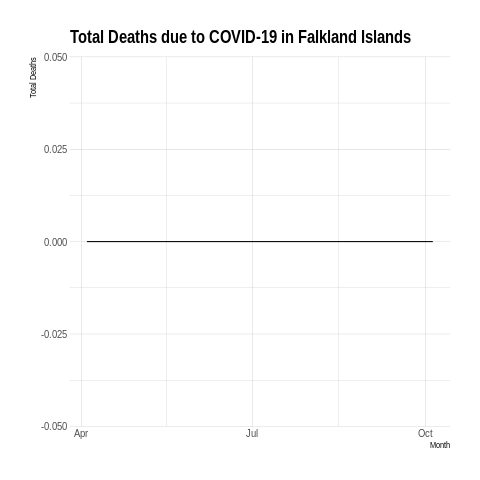 Total Deaths due to COVID-19 in Falkland Islands
Total Deaths
0.050
0.025
0.000
-0.025
-0.050
Apr Jul Oct
Month